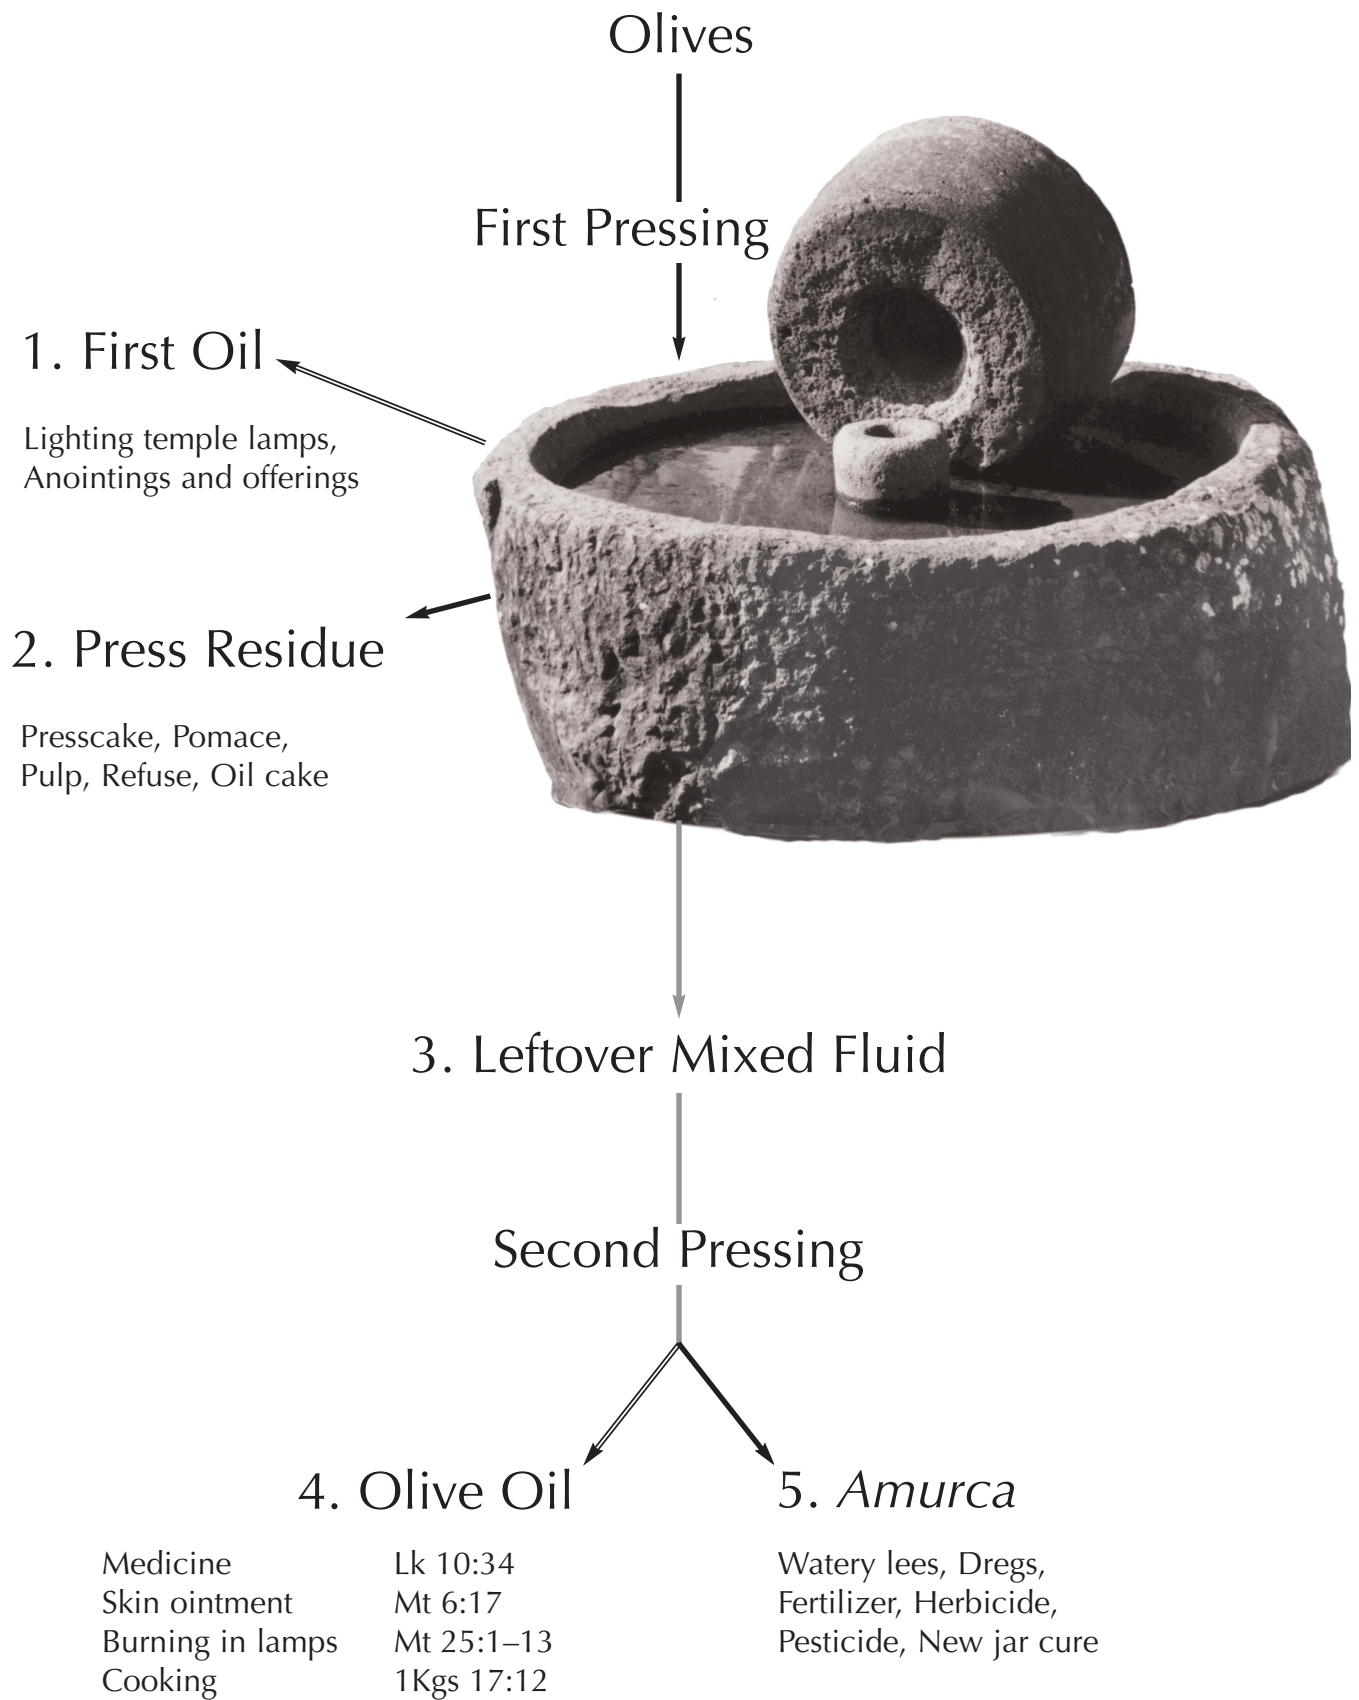 Olives
First Pressing
1. First Oil
Lighting temple lamps,
Anointings and offerings
2. Press Residue
Presscake, Pomace,
Pulp, Refuse, Oil cake
3. Leftover Mixed Fluid
Second Pressing
4. Olive Oil
Medicine Lk 10:34
Skin ointment Mt 6:17
Burning in lamps Mt 25:1–13
Cooking 1Kgs 17:12
5. Amurca
Watery lees, Dregs,
Fertilizer, Herbicide,
Pesticide, New jar cure